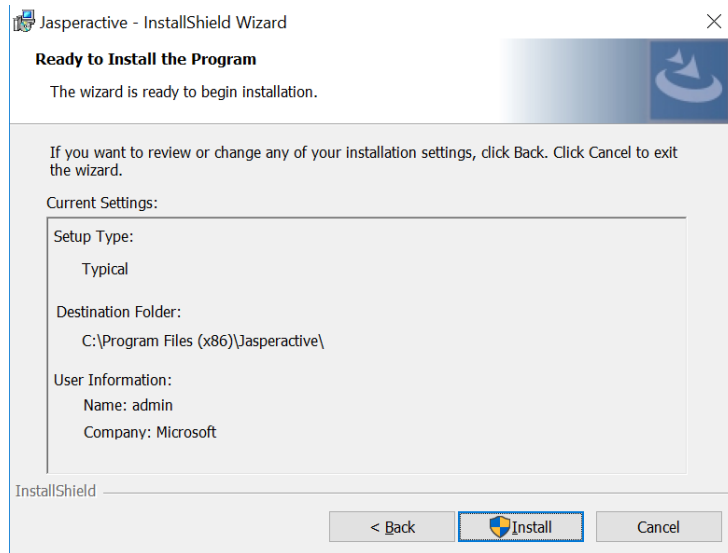 Jasperactive - InstallShield Wizard
Ready to Install the Program
The wizard is ready to begin installation.
If you want to review or change any of your installation settings, click Back. Click Cancel to exit
the wizard.
Current Settings:
Setup Type:
Typical
Destination Folder:
C:\Program Files (x86)\Jasperactive\
User Information:
Name: admin
Company: Microsoft
InstallShield
< Back
Install
Cancel